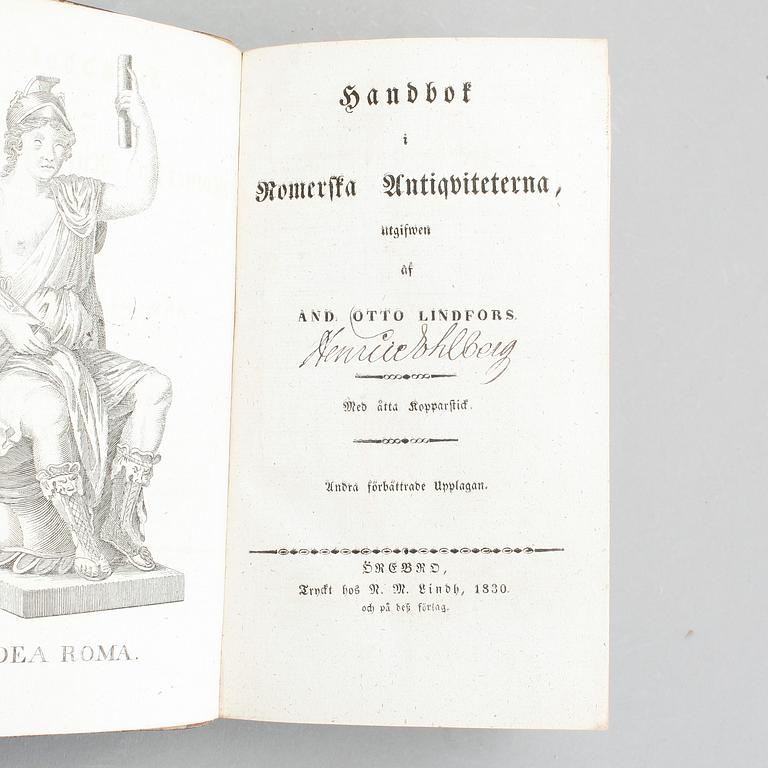 DEA ROMA.
Handbok
i
Romerska Antiqviteterna,
utgifwen
af
AND. OTTO LINDFORS.
Med åtta Kopparstick.
Andra förbättrade Upplagan.
ÖREBRO,
Tryckt hos N. M. Lindh, 1830.
och på deß förlag.